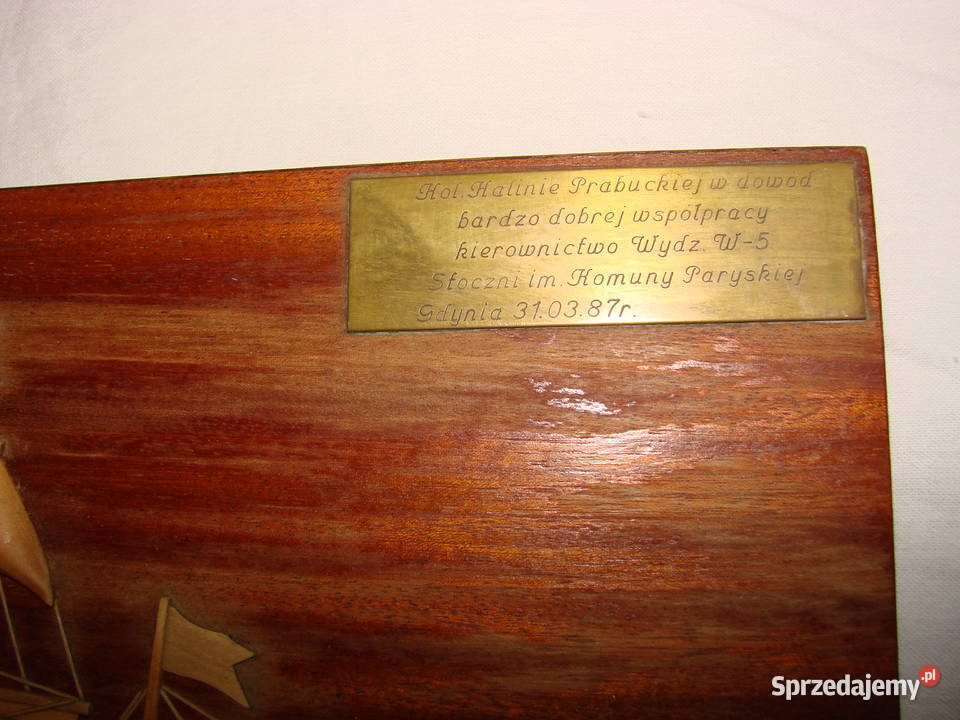 Kol. Halinie Prabuckiej w dowód
bardzo dobrej współpracy
kierownictwo Wydz. W-5
Stoczni im. Komuny Paryskiej
Gdynia 31.03.87r.
Sprzedajemy.pl